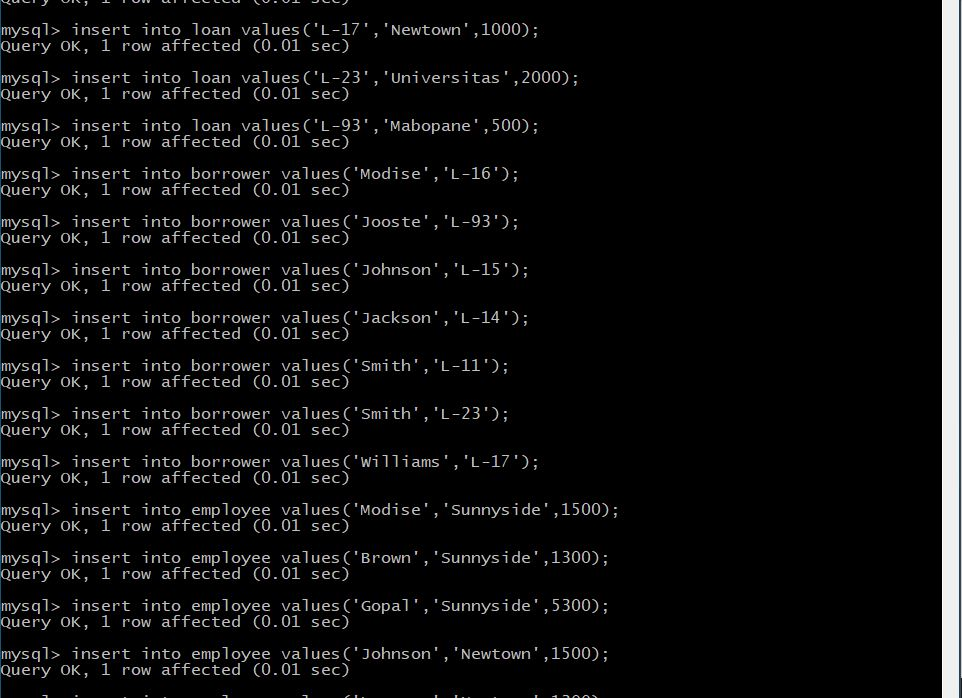 Query OK, 1 row affected (0.01 sec)
mysql> insert into loan values('L-17','Newtown',1000);
Query OK, 1 row affected (0.01 sec)
mysql> insert into loan values('L-23','Universitas',2000);
Query OK, 1 row affected (0.01 sec)
mysql> insert into loan values('L-93','Mabopane',500);
Query OK, 1 row affected (0.01 sec)
mysql> insert into borrower values('Modise','L-16');
Query OK, 1 row affected (0.01 sec)
mysql> insert into borrower values('Jooste','L-93');
Query OK, 1 row affected (0.01 sec)
mysql> insert into borrower values('Johnson','L-15');
Query OK, 1 row affected (0.01 sec)
mysql> insert into borrower values('Jackson','L-14');
Query OK, 1 row affected (0.01 sec)
mysql> insert into borrower values('Smith','L-11');
Query OK, 1 row affected (0.01 sec)
mysql> insert into borrower values('Smith','L-23');
Query OK, 1 row affected (0.01 sec)
mysql> insert into borrower values('Williams','L-17');
Query OK, 1 row affected (0.01 sec)
mysql> insert into employee values('Modise','Sunnyside',1500);
Query OK, 1 row affected (0.01 sec)
mysql> insert into employee values('Brown','Sunnyside',1300);
Query OK, 1 row affected (0.01 sec)
mysql> insert into employee values('Gopal','Sunnyside',5300);
Query OK, 1 row affected (0.01 sec)
mysql> insert into employee values('Johnson','Newtown',1500);
Query OK, 1 row affected (0.01 sec)